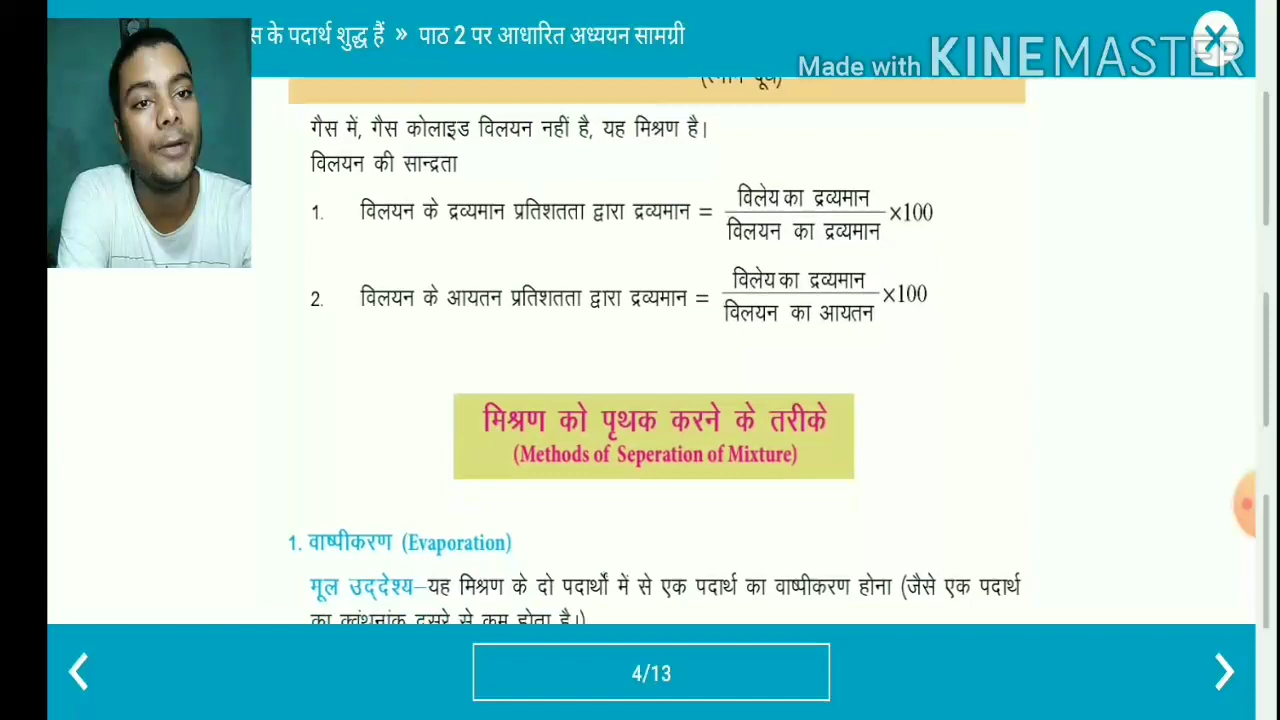 स के पदार्थ शुद्ध हैं » पाठ 2 पर आधारित अध्ययन सामग्री
Made with KINEMASTER
गैस में, गैस कोलाइड विलयन नहीं है, यह मिश्रण है।
विलयन की सान्द्रता
1. विलयन के द्रव्यमान प्रतिशतता द्वारा द्रव्यमान = विलेय का द्रव्यमान / विलयन का द्रव्यमान ×100
2. विलयन के आयतन प्रतिशतता द्वारा द्रव्यमान = विलेय का द्रव्यमान / विलयन का आयतन ×100
मिश्रण को पृथक करने के तरीके
(Methods of Seperation of Mixture)
1. वाष्पीकरण (Evaporation)
मूल उद्देश्य–यह मिश्रण के दो पदार्थों में से एक पदार्थ का वाष्पीकरण होना (जैसे एक पदार्थ
का क्वंथनांक दूसरे से कम होता है।)
4/13